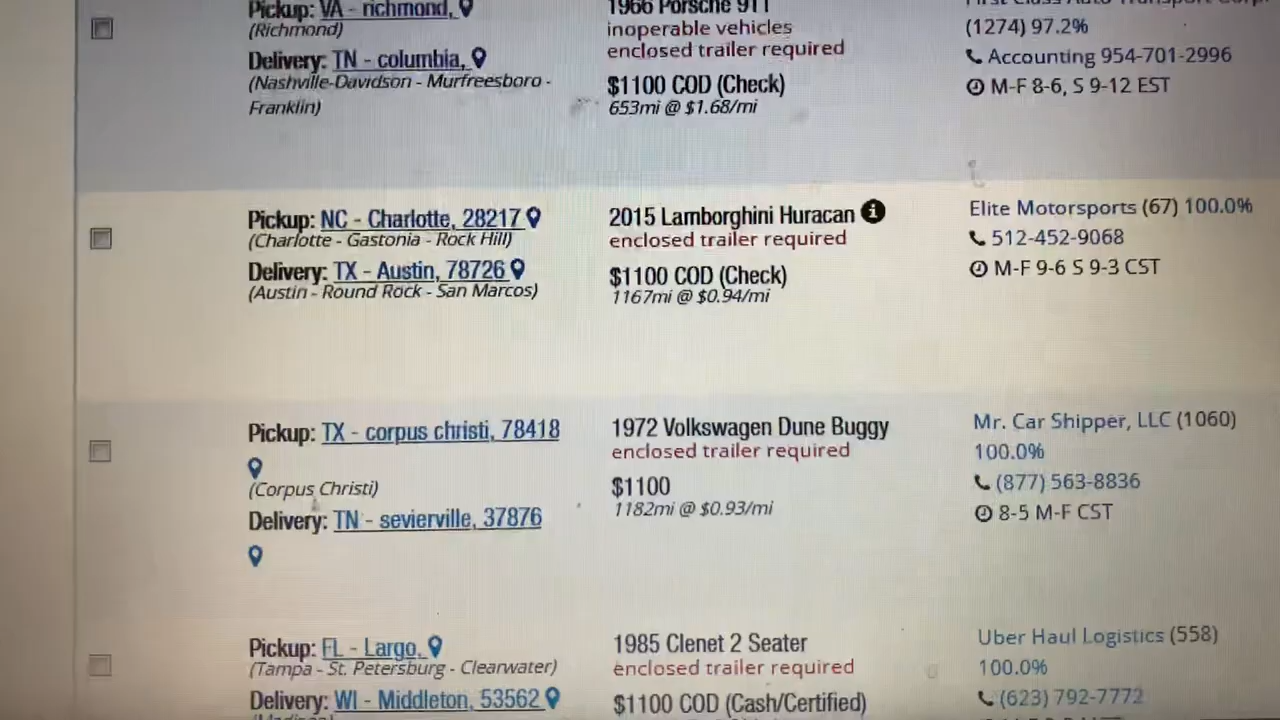 Pickup: VA - richmond,
(Richmond)
Delivery: TN - columbia,
(Nashville-Davidson - Murfreesboro -
Franklin)
1966 Porsche 911
inoperable vehicles
enclosed trailer required
$1100 COD (Check)
653mi @ $1.68/mi
First Class Auto Transport Corp.
(1274) 97.2%
Accounting 954-701-2996
M-F 8-6, S 9-12 EST
Pickup: NC - Charlotte, 28217
(Charlotte - Gastonia - Rock Hill)
Delivery: TX - Austin, 78726
(Austin - Round Rock - San Marcos)
2015 Lamborghini Huracan
enclosed trailer required
$1100 COD (Check)
1167mi @ $0.94/mi
Elite Motorsports (67) 100.0%
512-452-9068
M-F 9-6 S 9-3 CST
Pickup: TX - corpus christi, 78418
(Corpus Christi)
Delivery: TN - sevierville, 37876
1972 Volkswagen Dune Buggy
enclosed trailer required
$1100
1182mi @ $0.93/mi
Mr. Car Shipper, LLC (1060)
100.0%
(877) 563-8836
8-5 M-F CST
Pickup: FL - Largo,
(Tampa - St. Petersburg - Clearwater)
Delivery: WI - Middleton, 53562
(Madison)
1985 Clenet 2 Seater
enclosed trailer required
$1100 COD (Cash/Certified)
Uber Haul Logistics (558)
100.0%
(623) 792-7772